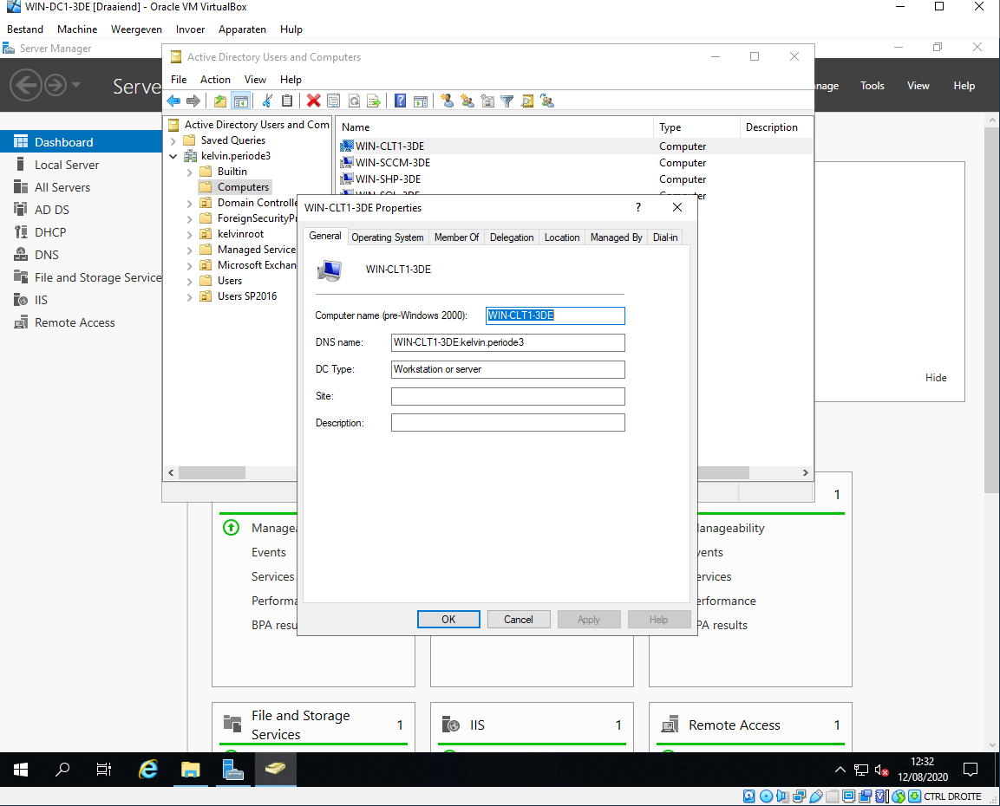 WIN-DC1-3DE [Draaiend] - Oracle VM VirtualBox
Bestand Machine Weergeven Invoer Apparaten Hulp
Server Manager
Serve
nage Tools View Help
Dashboard
Local Server
All Servers
AD DS
DHCP
DNS
File and Storage Service
IIS
Remote Access
Active Directory Users and Computers
File Action View Help
Active Directory Users and Com
Saved Queries
kelvin.periode3
Builtin
Computers
Domain Controlle
ForeignSecurityPr
kelvinroot
Managed Service
Microsoft Exchan
Users
Users SP2016
Name Type Description
WIN-CLT1-3DE Computer
WIN-SCCM-3DE Computer
WIN-SHP-3DE Computer
WIN-SQL-3DE Computer
WIN-CLT1-3DE Properties ?
General Operating System Member Of Delegation Location Managed By Dial-in
WIN-CLT1-3DE
Computer name (pre-Windows 2000): WIN-CLT1-3DE
DNS name: WIN-CLT1-3DE.kelvin.periode3
DC Type: Workstation or server
Site:
Description:
OK Cancel Apply Help
Hide
1
Managea
Events
Services
Performa
BPA resu
lanageability
vents
ervices
erformance
PA results
File and Storage Services 1
IIS 1
Remote Access 1
12:32
12/08/2020
CTRL DROITE